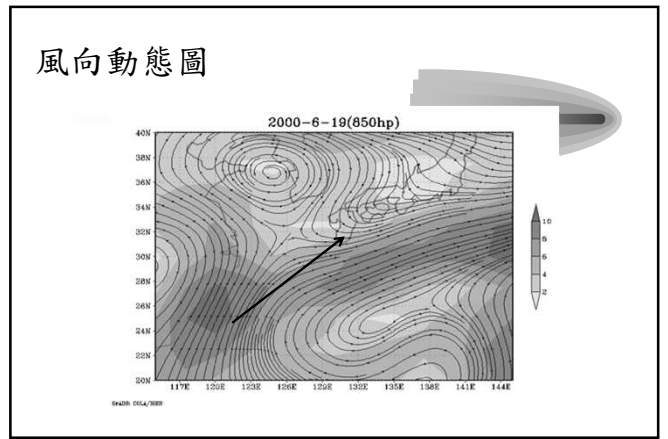 風向動態圖
2000-6-19(850hp)
40N
38N
36N
34N
32N
30N
28N
26N
24N
22N
20N
117E 120E 123E 126E 129E 132E 135E 138E 141E 144E
10
8
6
4
2
GrADS: COLA/IGES